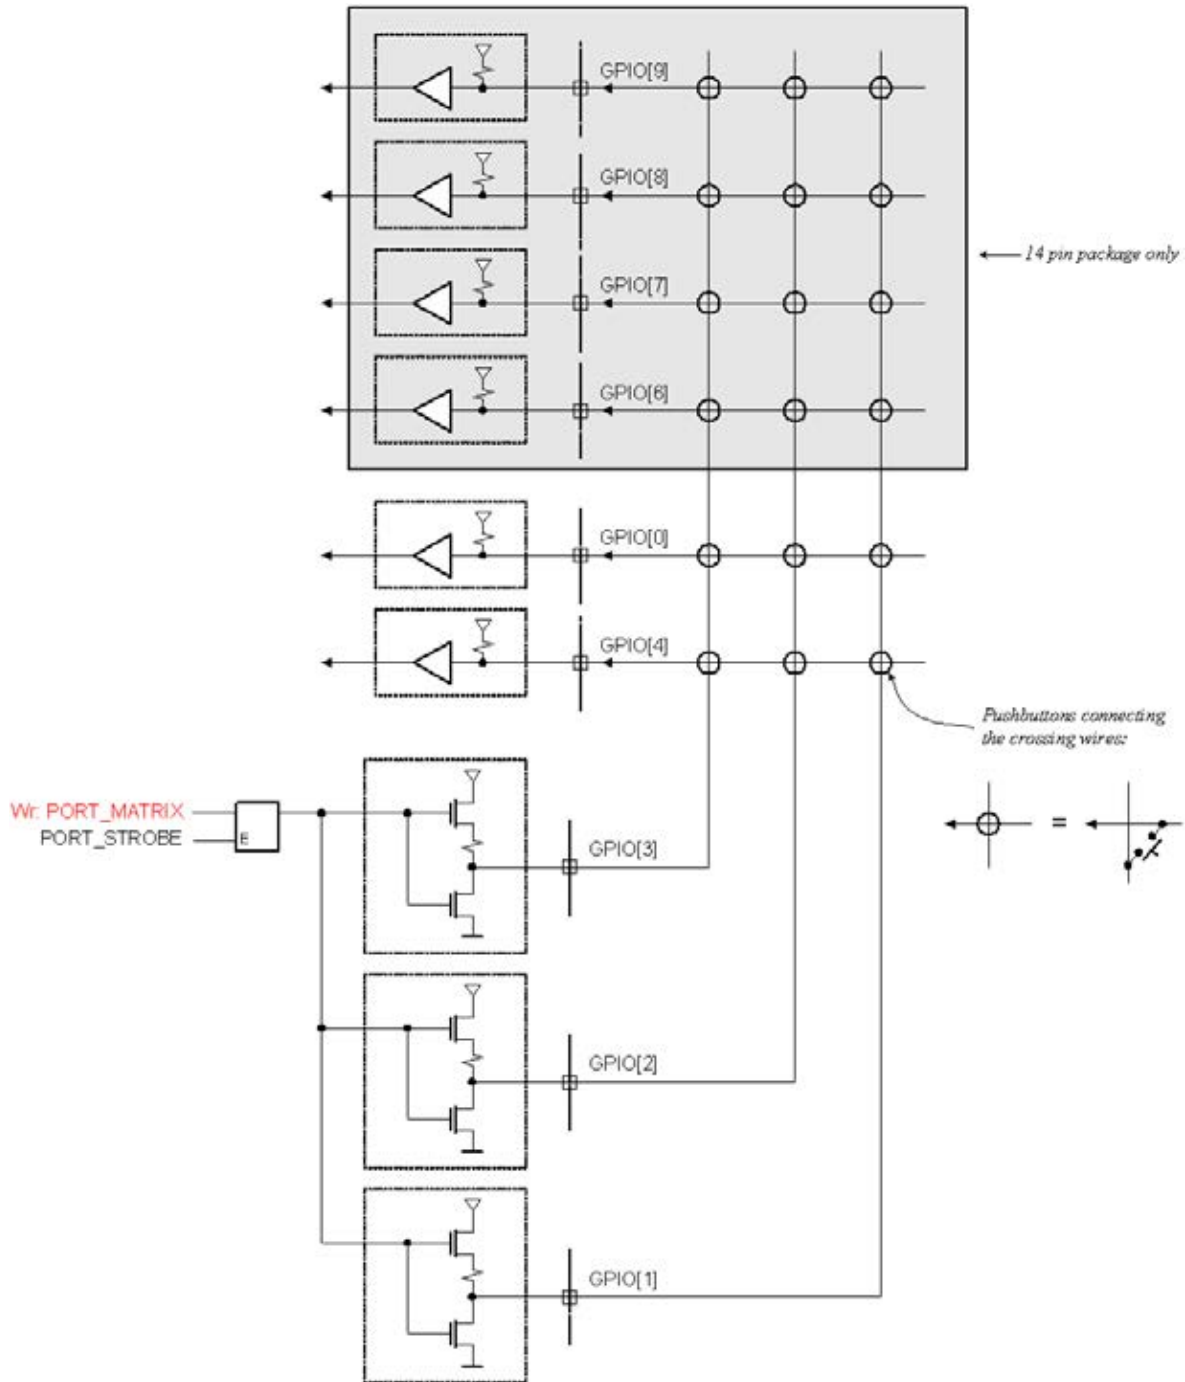 GPIO[9]
GPIO[8]
14 pin package only
GPIO[7]
GPIO[6]
GPIO[0]
GPIO[4]
Pushbuttons connecting
the crossing wires:
Wr: PORT_MATRIX
PORT_STROBE
E
=
GPIO[3]
GPIO[2]
GPIO[1]